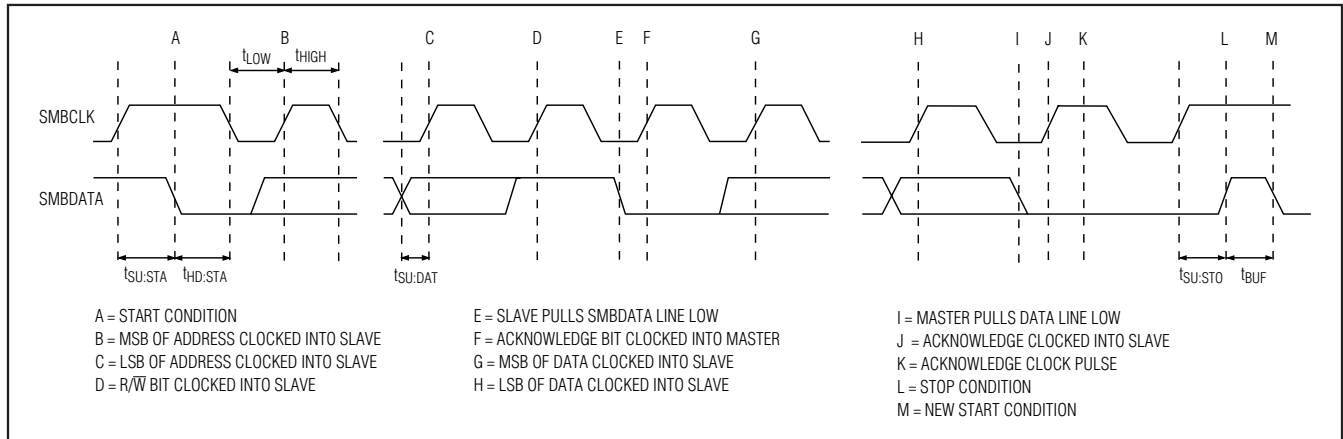 A B C D E F G H I J K L M
tLOW tHIGH
SMBCLK
SMBDATA
tSU:STA tHD:STA tSU:DAT tSU:STO tBUF
A = START CONDITION
B = MSB OF ADDRESS CLOCKED INTO SLAVE
C = LSB OF ADDRESS CLOCKED INTO SLAVE
D = R/W̅ BIT CLOCKED INTO SLAVE
E = SLAVE PULLS SMBDATA LINE LOW
F = ACKNOWLEDGE BIT CLOCKED INTO MASTER
G = MSB OF DATA CLOCKED INTO SLAVE
H = LSB OF DATA CLOCKED INTO SLAVE
I = MASTER PULLS DATA LINE LOW
J = ACKNOWLEDGE CLOCKED INTO SLAVE
K = ACKNOWLEDGE CLOCK PULSE
L = STOP CONDITION
M = NEW START CONDITION